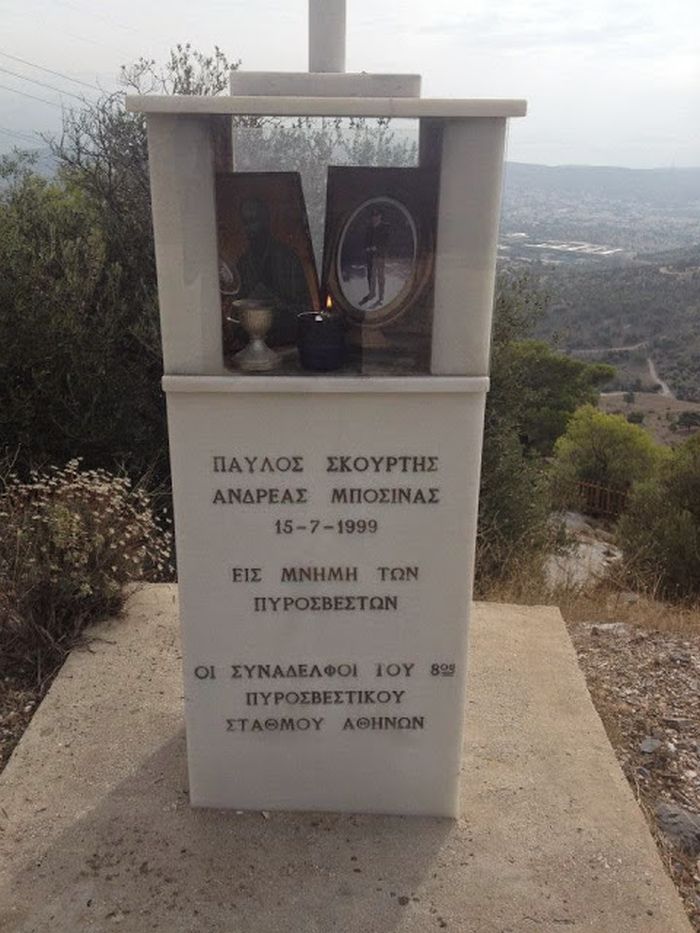 ΠΑΥΛΟΣ ΣΚΟΥΡΤΗΣ
ΑΝΔΡΕΑΣ ΜΠΟΣΙΝΑΣ
15-7-1999
ΕΙΣ ΜΝΗΜΗ ΤΩΝ
ΠΥΡΟΣΒΕΣΤΩΝ
ΟΙ ΣΥΝΑΔΕΛΦΟΙ ΤΟΥ 8ου
ΠΥΡΟΣΒΕΣΤΙΚΟΥ
ΣΤΑΘΜΟΥ ΑΘΗΝΩΝ